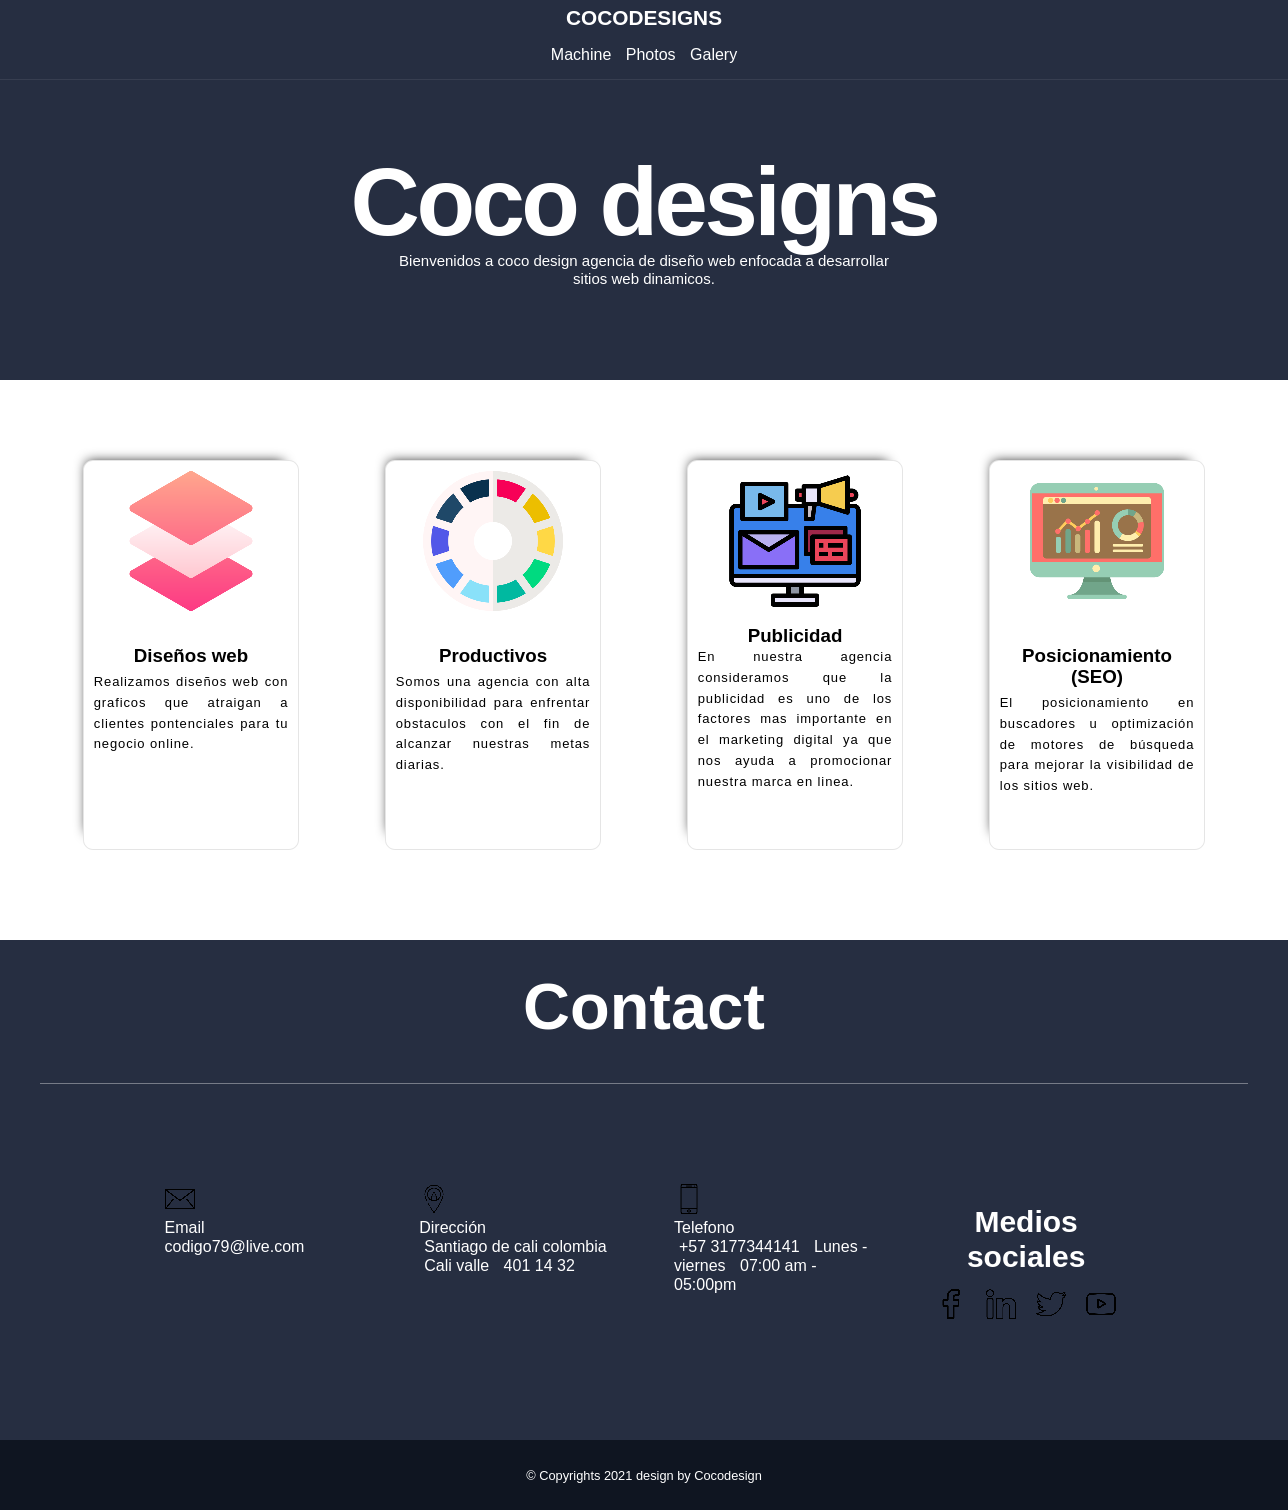 COCODESIGNS
Machine Photos Galery
Coco designs
Bienvenidos a coco design agencia de diseño web enfocada a desarrollar
sitios web dinamicos.
Diseños web
Realizamos diseños web con
graficos que atraigan a
clientes pontenciales para tu
negocio online.
Productivos
Somos una agencia con alta
disponibilidad para enfrentar
obstaculos con el fin de
alcanzar nuestras metas
diarias.
Publicidad
En nuestra agencia
consideramos que la
publicidad es uno de los
factores mas importante en
el marketing digital ya que
nos ayuda a promocionar
nuestra marca en linea.
Posicionamiento
(SEO)
El posicionamiento en
buscadores u optimización
de motores de búsqueda
para mejorar la visibilidad de
los sitios web.
Contact
Email
codigo79@live.com
Dirección
Santiago de cali colombia
Cali valle 401 14 32
Telefono
+57 3177344141 Lunes -
viernes 07:00 am -
05:00pm
Medios
sociales
© Copyrights 2021 design by Cocodesign